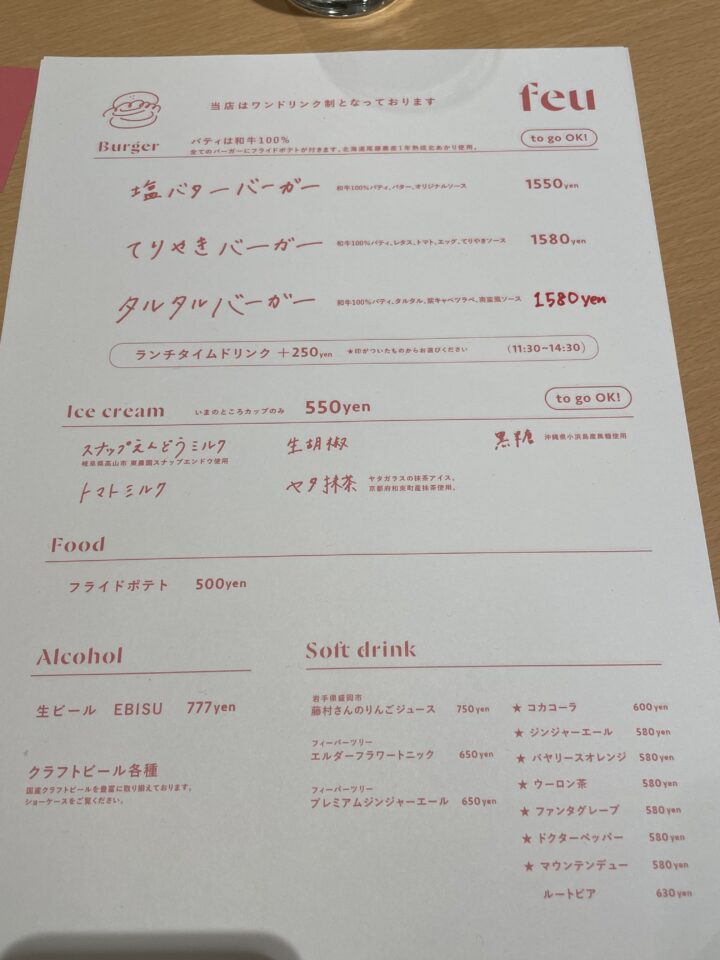 当店はワンドリンク制となっております
feu
Burger
パティは和牛100%
全てのバーガーにフライドポテトが付きます。北海道尾藤農産1年熟成北あかり使用。
to go OK!
塩バターバーガー 和牛100%パティ、バター、オリジナルソース 1550yen
てりやきバーガー 和牛100%パティ、レタス、トマト、エッグ、てりやきソース 1580yen
タルタルバーガー 和牛100%パティ、タルタル、紫キャベツラペ、南蛮風ソース 1580yen
ランチタイムドリンク +250yen ★印がついたものからお選びください (11:30~14:30)
Ice cream いまのところカップのみ 550yen to go OK!
スナップえんどうミルク
岐阜県高山市 東農園スナップエンドウ使用
生胡椒
黒糖 沖縄県小浜島産黒糖使用
トマトミルク
ヤタ抹茶 ヤタガラスの抹茶アイス。
京都府和束町産抹茶使用。
Food
フライドポテト 500yen
Alcohol
生ビール EBISU 777yen
クラフトビール各種
国産クラフトビールを豊富に取り揃えております。
ショーケースをご覧ください。
Soft drink
岩手県盛岡市
藤村さんのりんごジュース 750yen
フィーバーツリー
エルダーフラワートニック 650yen
フィーバーツリー
プレミアムジンジャーエール 650yen
★ コカコーラ 600yen
★ ジンジャーエール 580yen
★ バヤリースオレンジ 580yen
★ ウーロン茶 580yen
★ ファンタグレープ 580yen
★ ドクターペッパー 580yen
★ マウンテンデュー 580yen
ルートビア 630yen